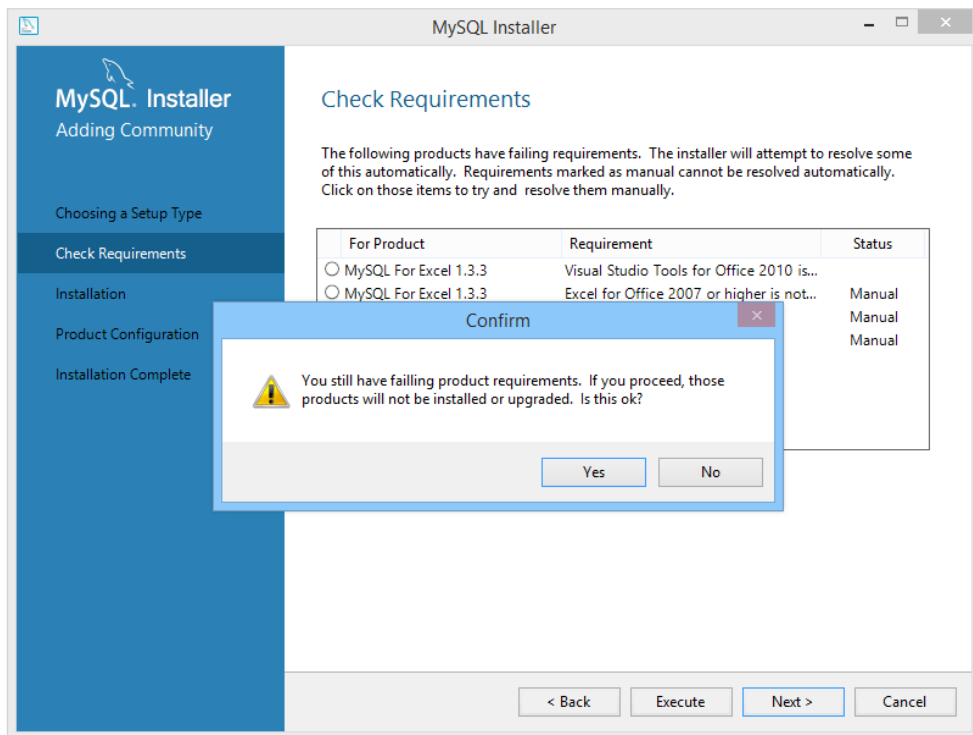 MySQL Installer
MySQL. Installer
Adding Community
Choosing a Setup Type
Check Requirements
Installation
Product Configuration
Installation Complete
Check Requirements
The following products have failing requirements. The installer will attempt to resolve some
of this automatically. Requirements marked as manual cannot be resolved automatically.
Click on those items to try and resolve them manually.
For Product Requirement Status
MySQL For Excel 1.3.3 Visual Studio Tools for Office 2010 is...
MySQL For Excel 1.3.3 Excel for Office 2007 or higher is not... Manual
Manual
Manual
Confirm
You still have failling product requirements. If you proceed, those
products will not be installed or upgraded. Is this ok?
Yes No
< Back Execute Next > Cancel